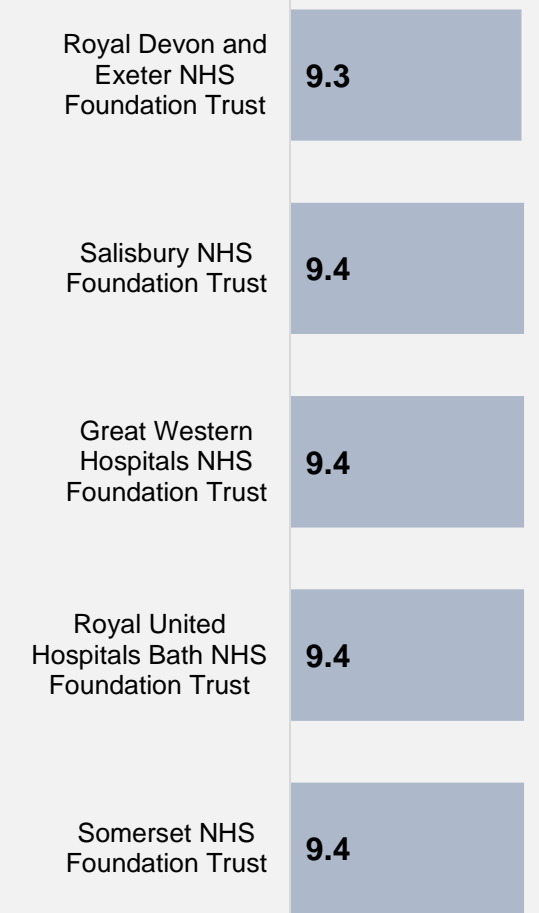 Royal Devon and
Exeter NHS
Foundation Trust
9.3
Salisbury NHS
Foundation Trust
9.4
Great Western
Hospitals NHS
Foundation Trust
9.4
Royal United
Hospitals Bath NHS
Foundation Trust
9.4
Somerset NHS
Foundation Trust
9.4